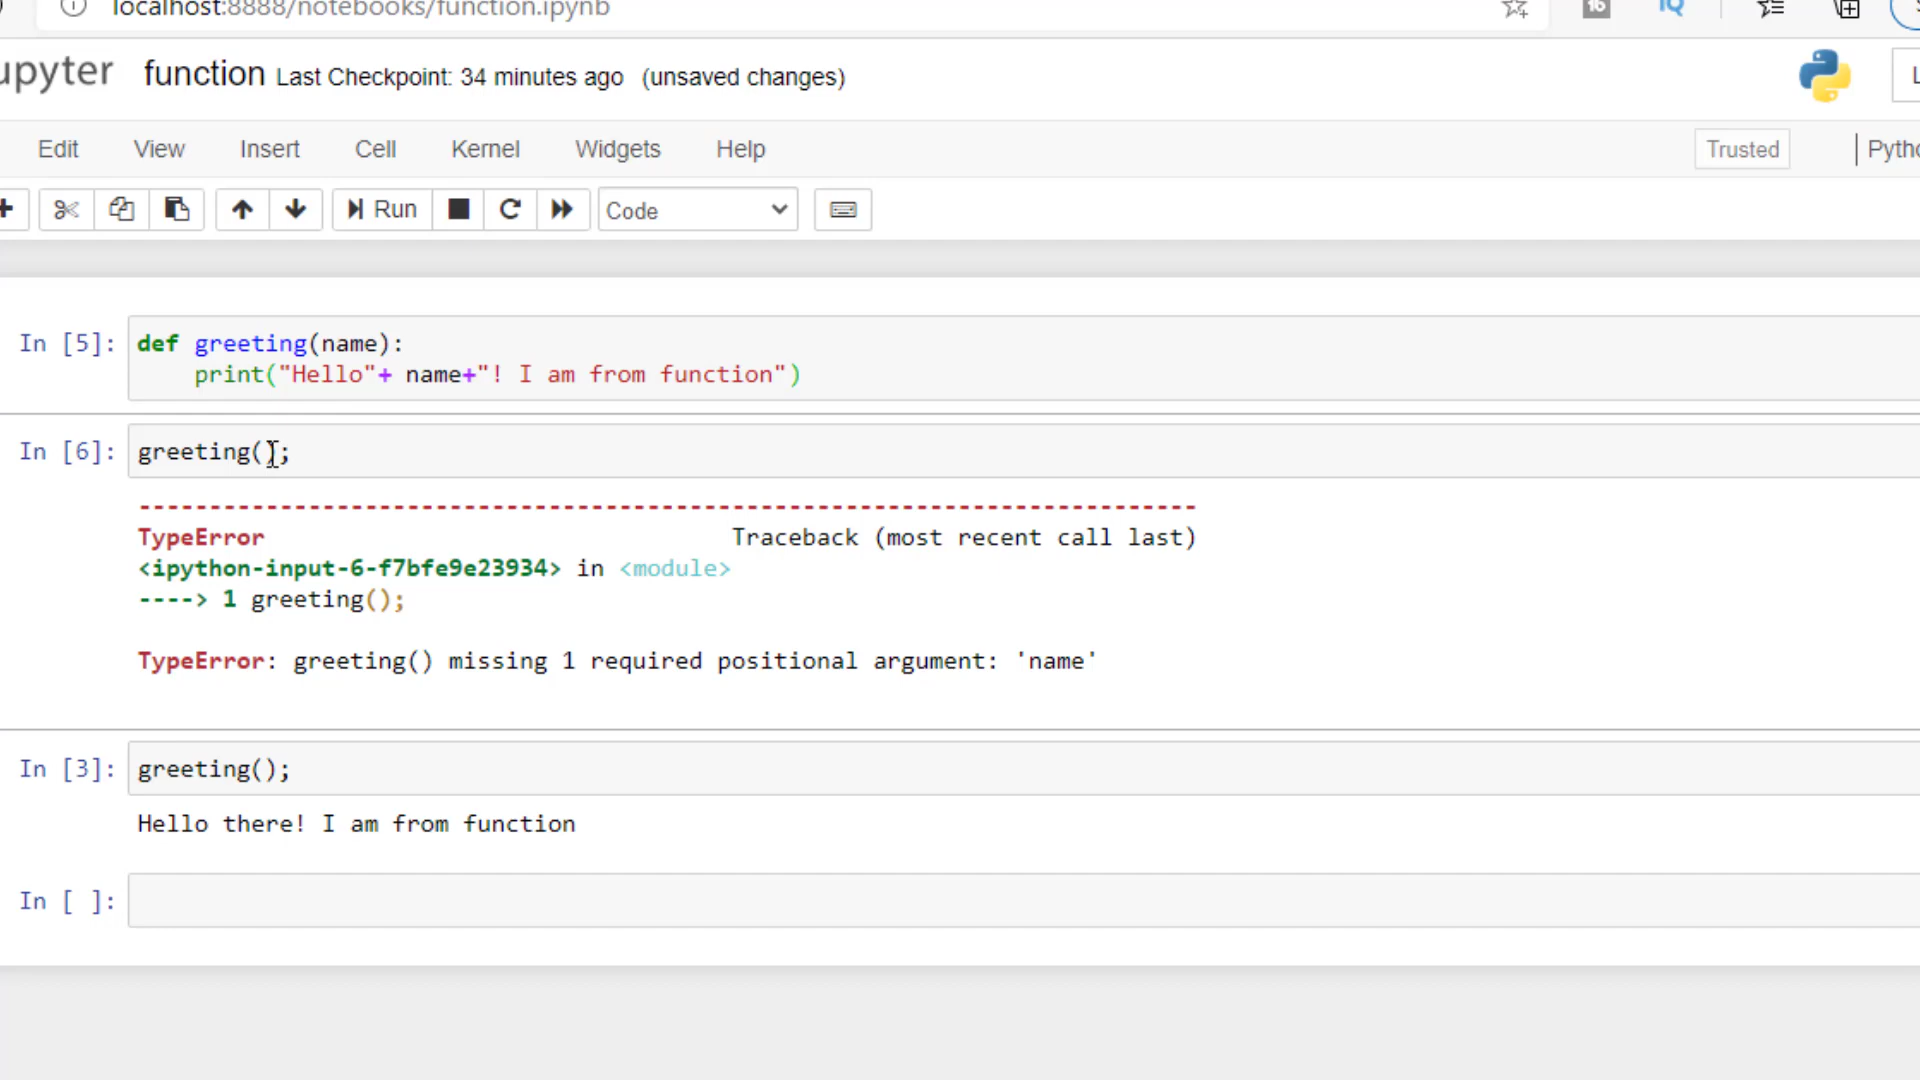 localhost:8888/notebooks/function.ipynb
16 IQ
upyter function Last Checkpoint: 34 minutes ago (unsaved changes)
Edit View Insert Cell Kernel Widgets Help Trusted Pytho
Run Code
In [5]: def greeting(name):
print("Hello"+ name+"! I am from function")
In [6]: greeting();
---------------------------------------------------------------------------
TypeError Traceback (most recent call last)
<ipython-input-6-f7bfe9e23934> in <module>
----> 1 greeting();
TypeError: greeting() missing 1 required positional argument: 'name'
In [3]: greeting();
Hello there! I am from function
In [ ]: